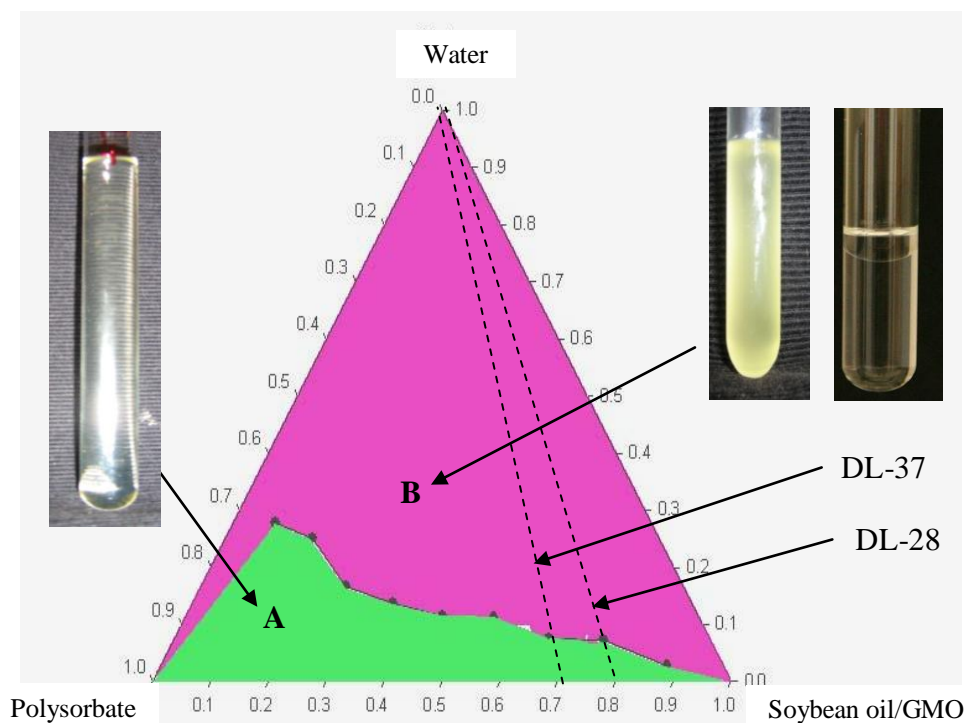 Water
0.0 1.0
0.1 0.9
0.2 0.8
0.3 0.7
0.4 0.6
0.5 0.5
0.6 0.4
B DL-37
0.7 0.3
DL-28
0.8 0.2
A
0.9 0.1
1.0 0.0
0.1 0.2 0.3 0.4 0.5 0.6 0.7 0.8 0.9 1.0
Polysorbate Soybean oil/GMO